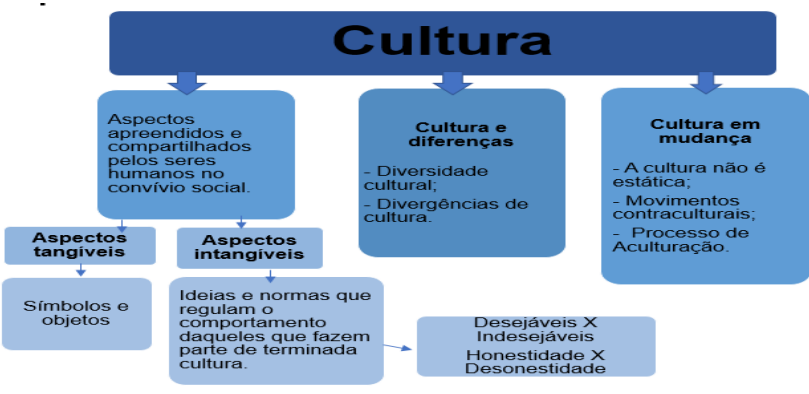 Cultura
Aspectos
apreendidos e
compartilhados
pelos seres
humanos no
convívio social.
Cultura e
diferenças
- Diversidade
cultural;
- Divergências de
cultura.
Cultura em
mudança
- A cultura não é
estática;
- Movimentos
contraculturais;
- Processo de
Aculturação.
Aspectos
tangíveis
Aspectos
intangíveis
Símbolos e
objetos
Ideias e normas que
regulam o
comportamento
daqueles que fazem
parte de terminada
cultura.
Desejáveis X
Indesejáveis
Honestidade X
Desonestidade